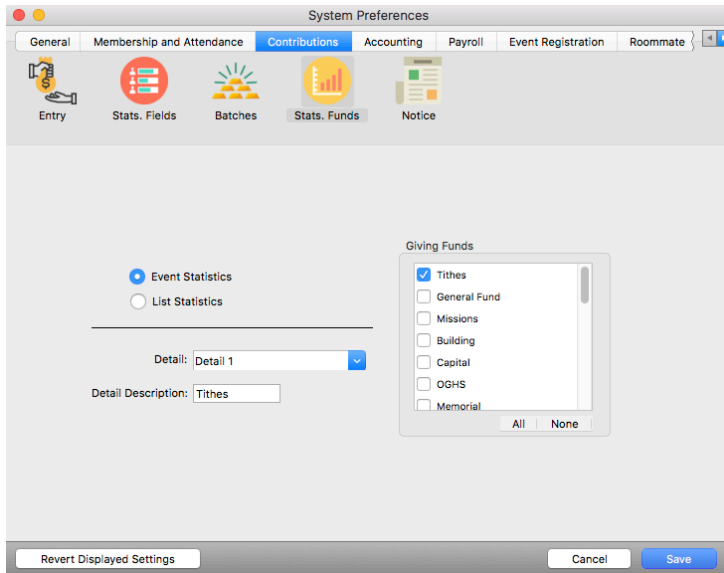 System Preferences
General Membership and Attendance Contributions Accounting Payroll Event Registration Roommate
Entry Stats. Fields Batches Stats. Funds Notice
Giving Funds
Event Statistics
List Statistics
Tithes
General Fund
Missions
Building
Capital
OGHS
Memorial
All None
Detail: Detail 1
Detail Description: Tithes
Revert Displayed Settings Cancel Save